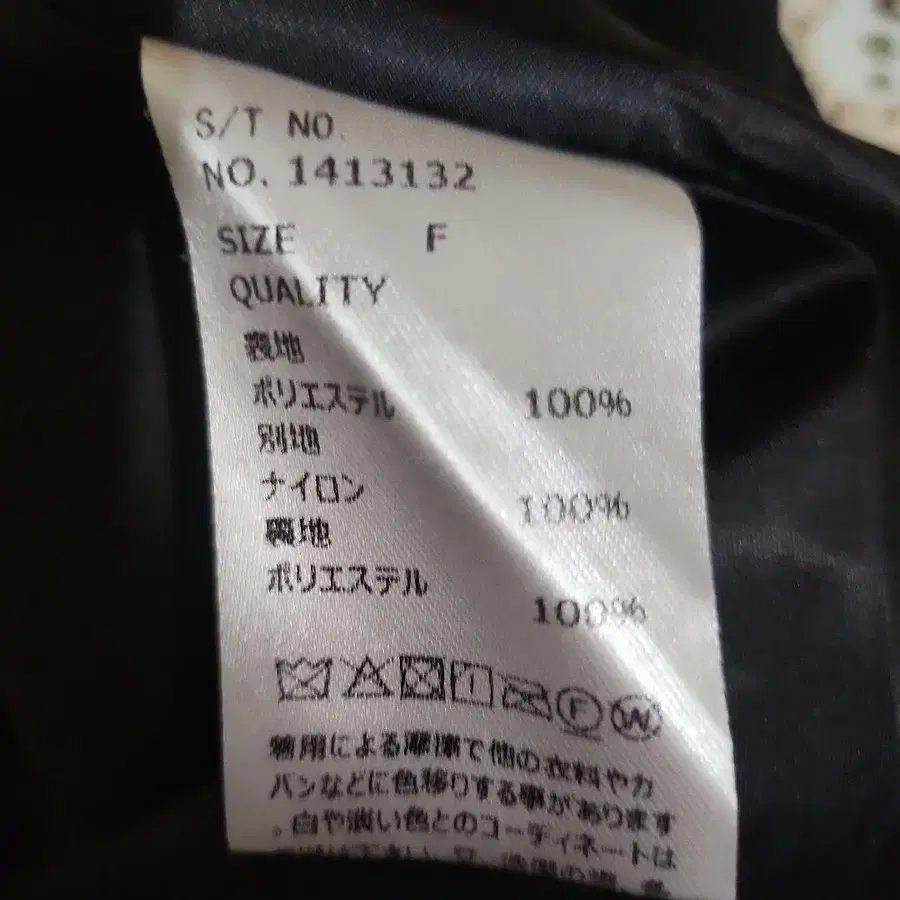 S/T NO.
NO. 1413132
SIZE F
QUALITY
表地
ポリエステル 100%
別地
ナイロン 100%
裏地
ポリエステル 100%
F W
着用による摩擦で他の衣料やカ
バンなどに色移りする事があります
。白や淡い色とのコーディネートは